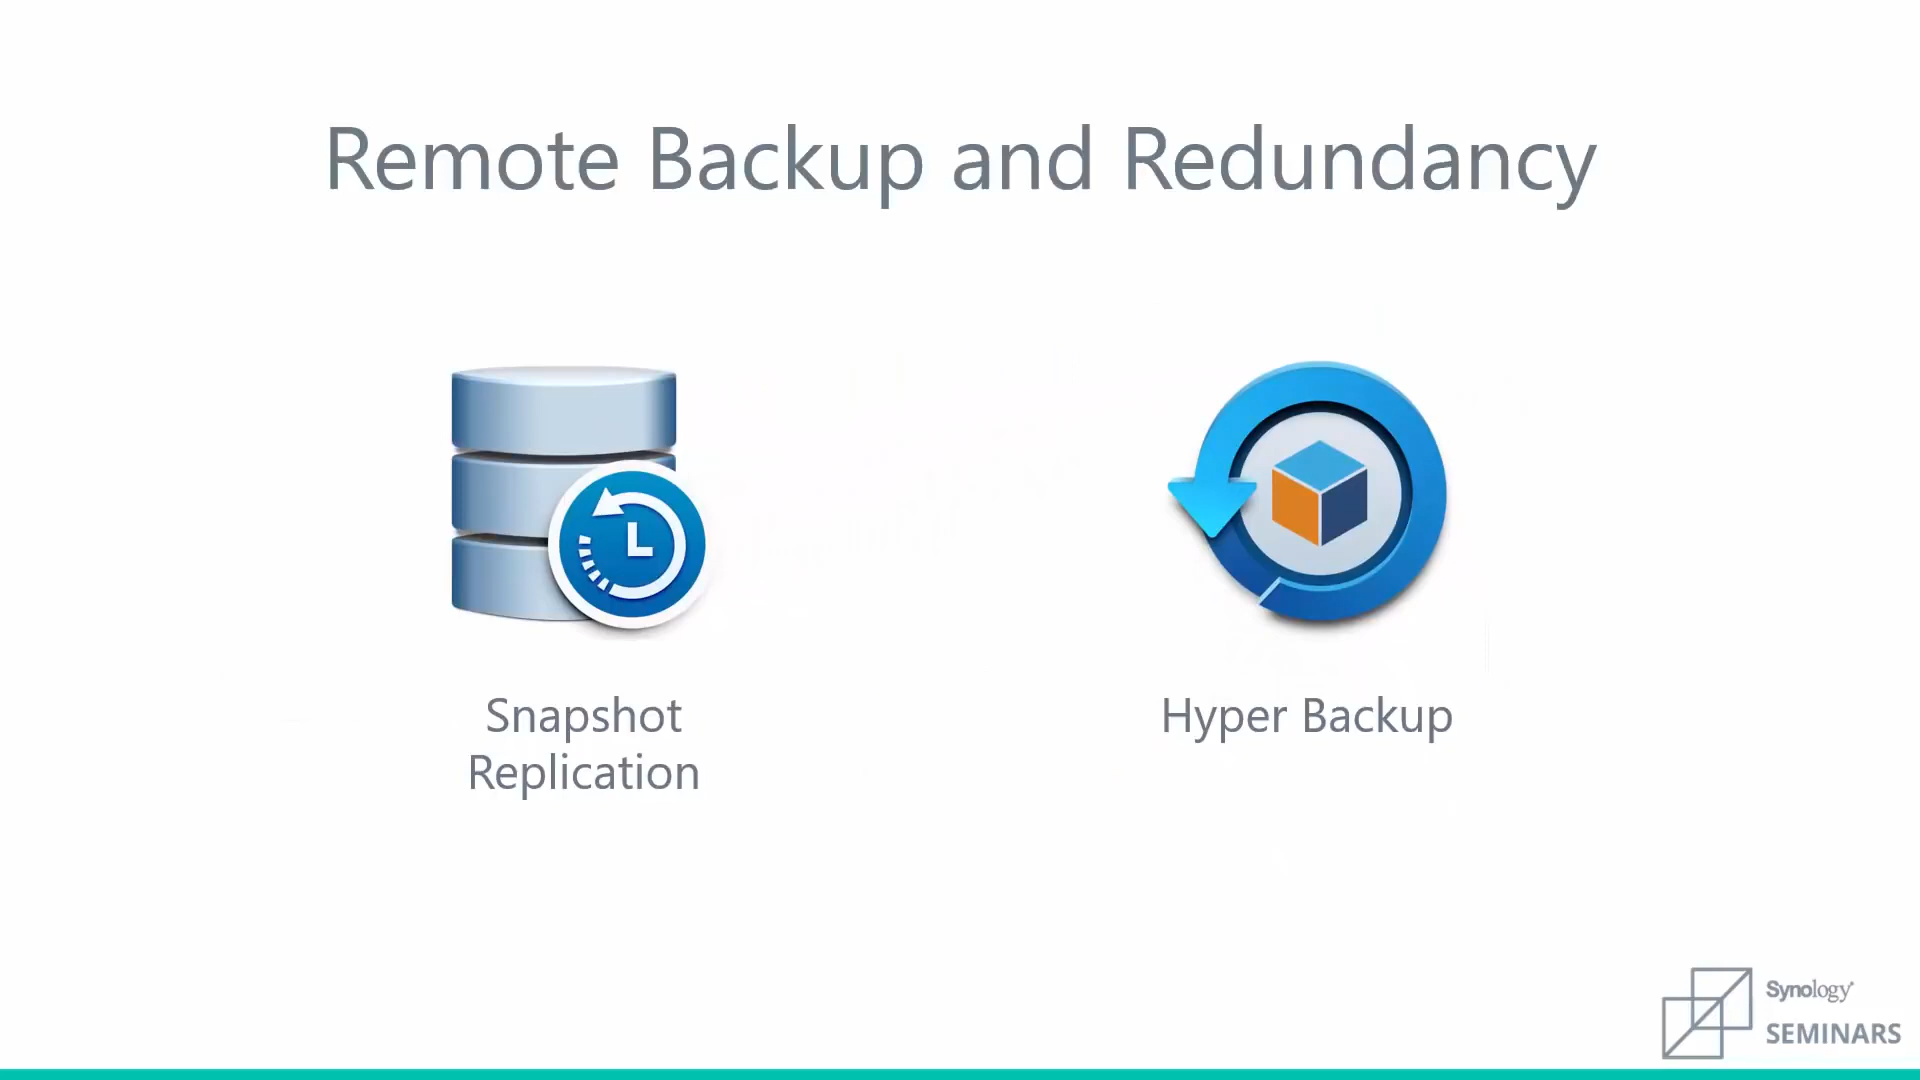 Remote Backup and Redundancy
Snapshot
Replication
Hyper Backup
Synology
SEMINARS